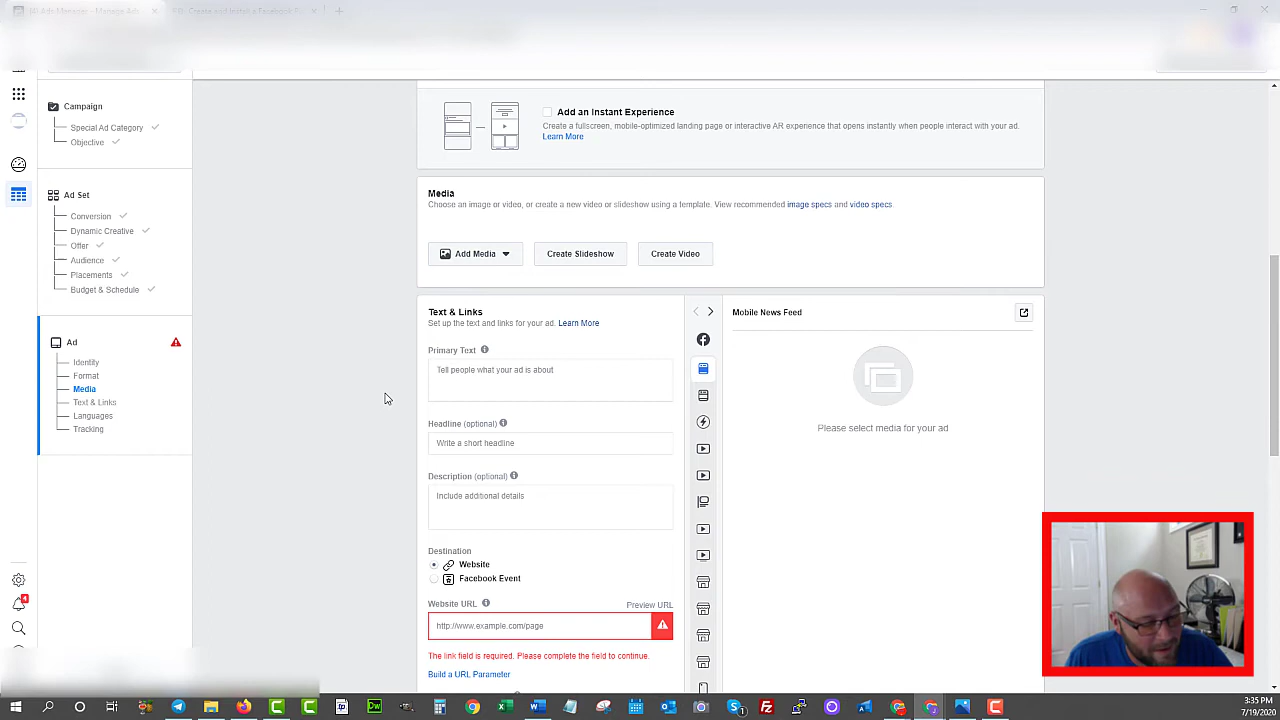 Campaign
Special Ad Category
Objective
Ad Set
Conversion
Dynamic Creative
Offer
Audience
Placements
Budget & Schedule
Ad
Identity
Format
Media
Text & Links
Languages
Tracking
4
Add an Instant Experience
Create a fullscreen, mobile-optimized landing page or interactive AR experience that opens instantly when people interact with your ad.
Learn More
Media
Choose an image or video, or create a new video or slideshow using a template. View recommended image specs and video specs.
Add Media
Create Slideshow
Create Video
Text & Links
Set up the text and links for your ad. Learn More
Primary Text
Tell people what your ad is about
Headline (optional)
Write a short headline
Description (optional)
Include additional details
Destination
Website
Facebook Event
Website URL
Preview URL
http://www.example.com/page
The link field is required. Please complete the field to continue.
Build a URL Parameter
Mobile News Feed
Please select media for your ad
3:35 PM
7/19/2020